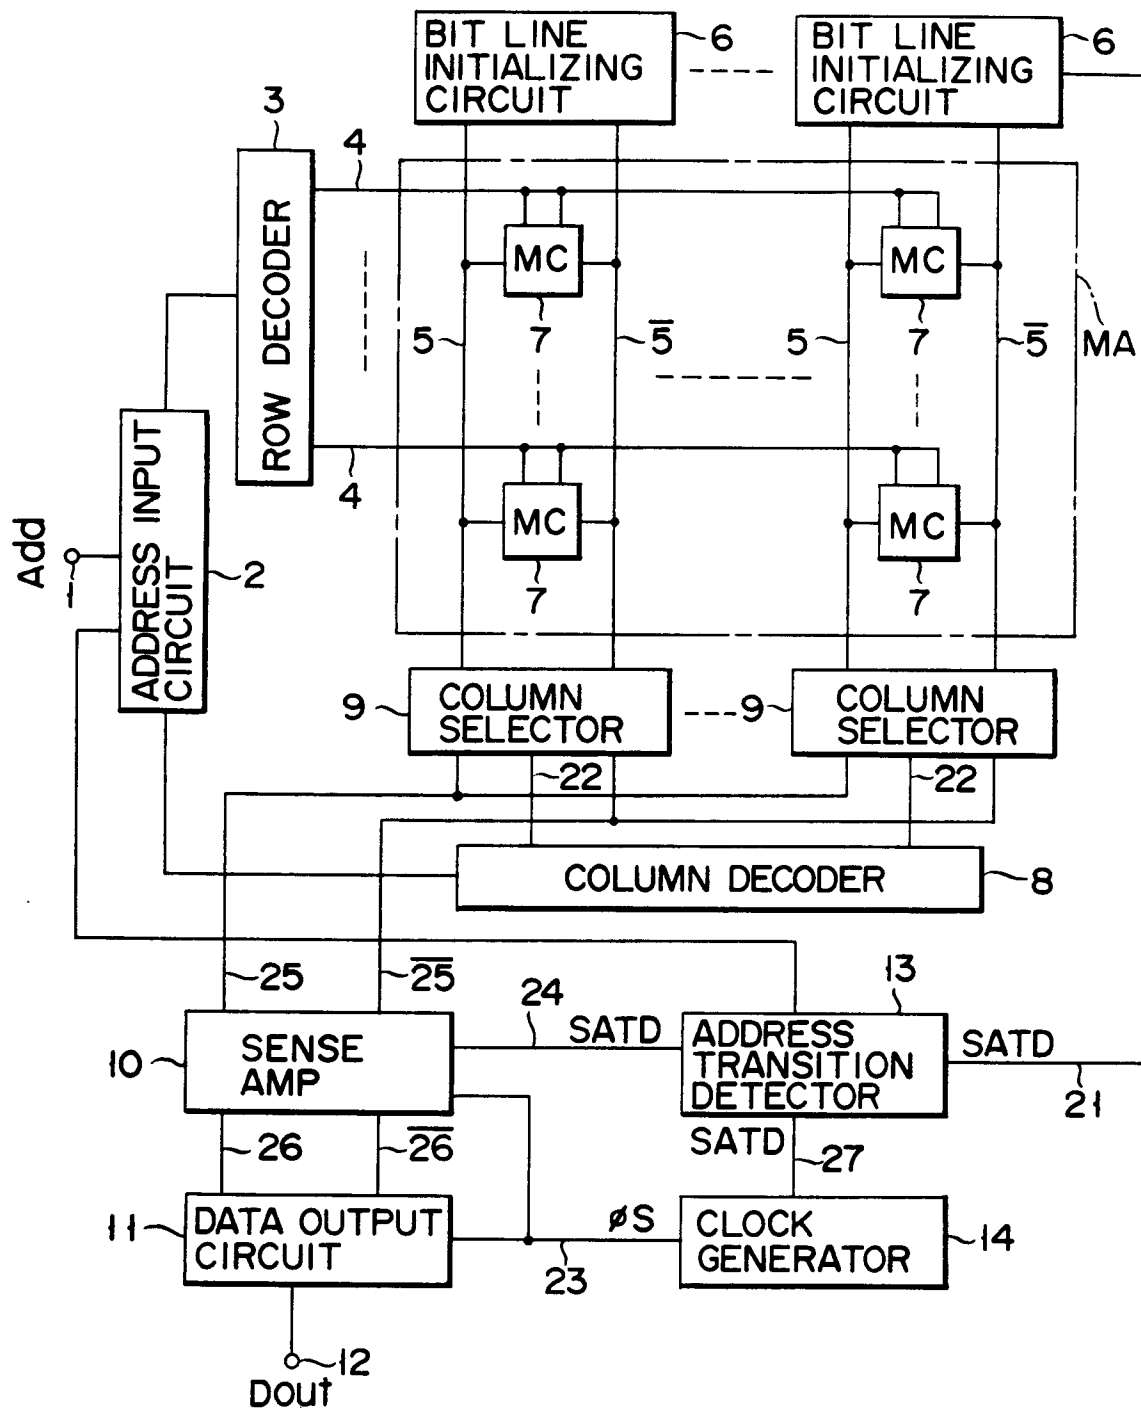 BIT LINE
INITIALIZING
CIRCUIT
6
BIT LINE
INITIALIZING
CIRCUIT
6
3
4
ROW DECODER
MC
7
MC
7
5
5̅
5
5̅
MA
4
MC
7
MC
7
Add
1
ADDRESS INPUT
CIRCUIT
2
9
COLUMN
SELECTOR
9
COLUMN
SELECTOR
22
22
COLUMN DECODER
8
25
2̅5̅
24
13
10
SENSE
AMP
SATD
ADDRESS
TRANSITION
DETECTOR
SATD
21
26
2̅6̅
SATD
27
11
DATA OUTPUT
CIRCUIT
øS
23
CLOCK
GENERATOR
14
12
Dout